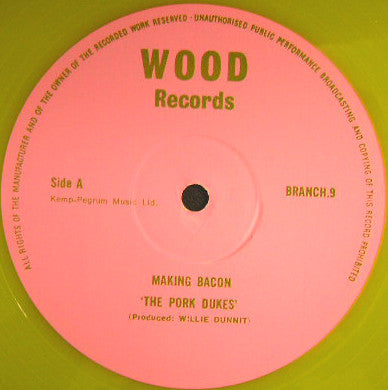 ALL RIGHTS OF THE MANUFACTURER AND OF THE OWNER OF THE RECORDED WORK RESERVED · UNAUTHORISED PUBLIC PERFORMANCE BROADCASTING AND COPYING OF THIS RECORD PROHIBITED
WOOD
Records
Side A
BRANCH.9
Kemp-Pegrum Music Ltd.
MAKING BACON
'THE PORK DUKES'
(Produced: WILLIE DUNNIT)